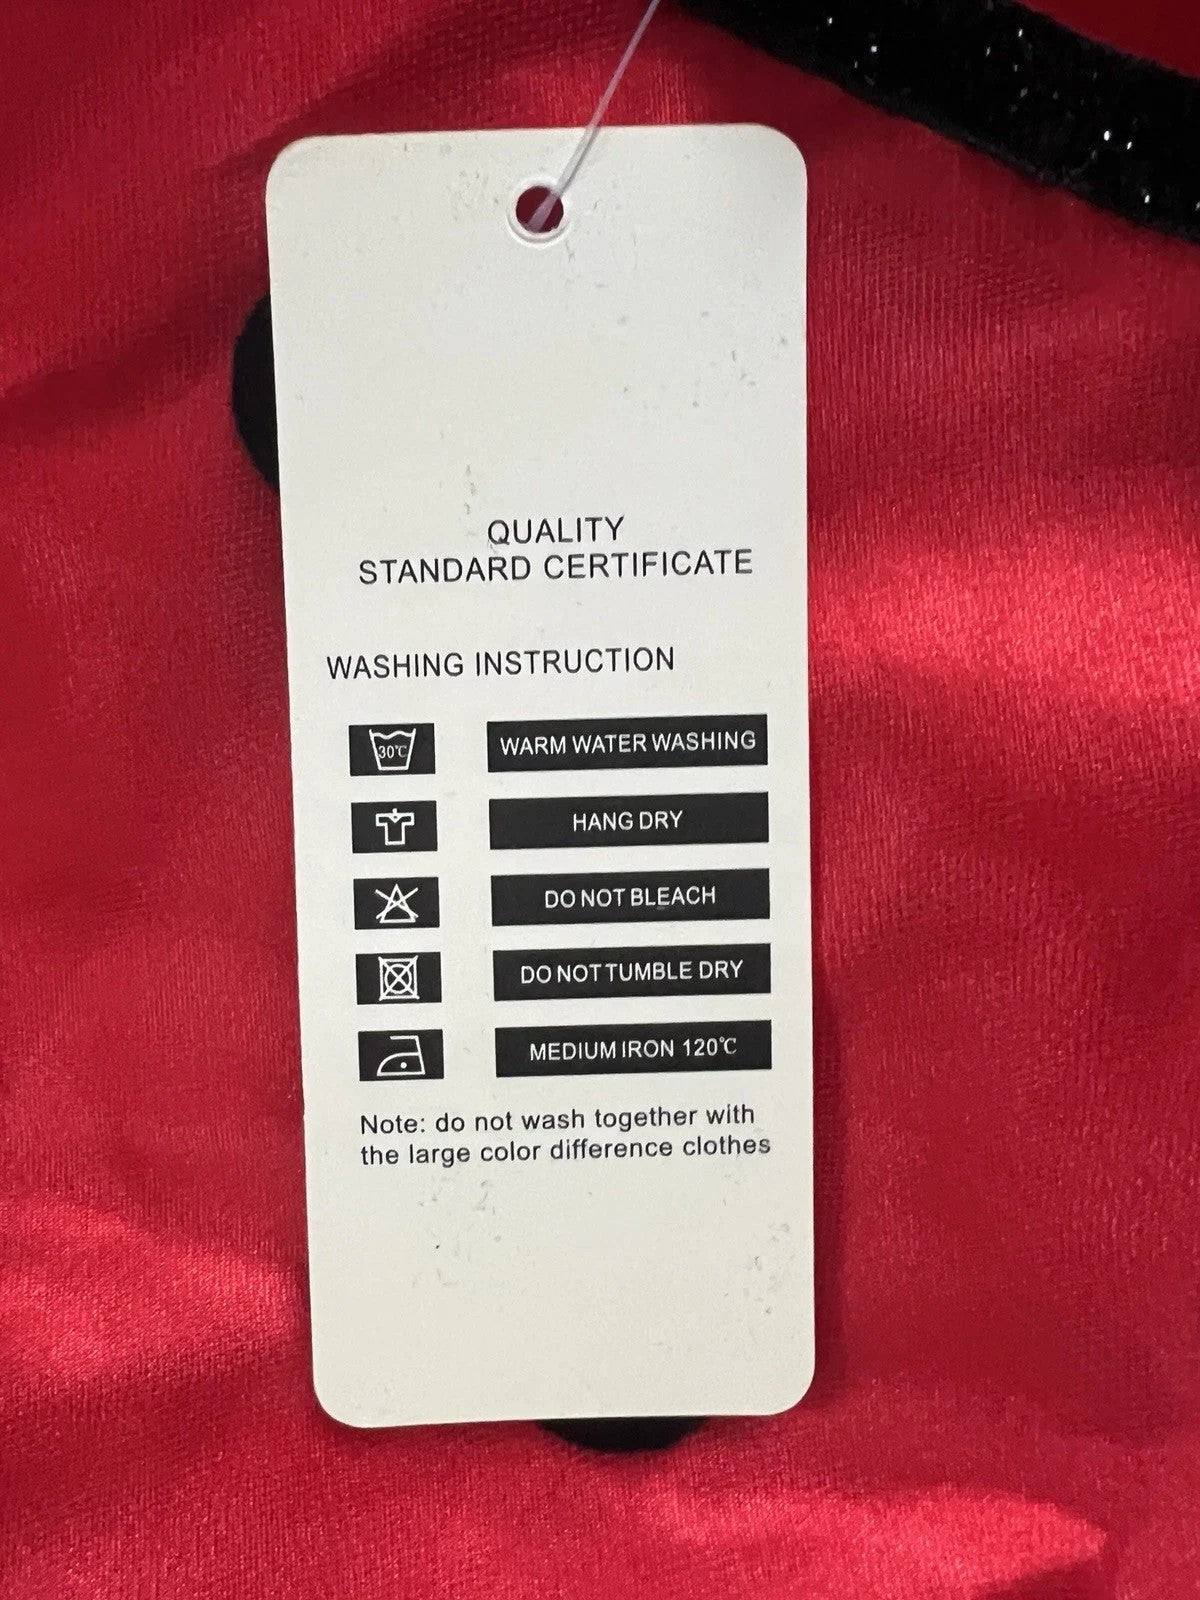 QUALITY
STANDARD CERTIFICATE
WASHING INSTRUCTION
30℃ WARM WATER WASHING
HANG DRY
DO NOT BLEACH
DO NOT TUMBLE DRY
MEDIUM IRON 120℃
Note: do not wash together with
the large color difference clothes